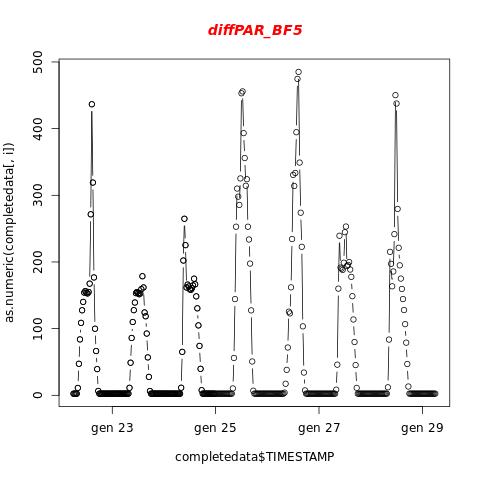 diffPAR_BF5
as.numeric(completedata[, i])
500
400
300
200
100
0
gen 23 gen 25 gen 27 gen 29
completedata$TIMESTAMP